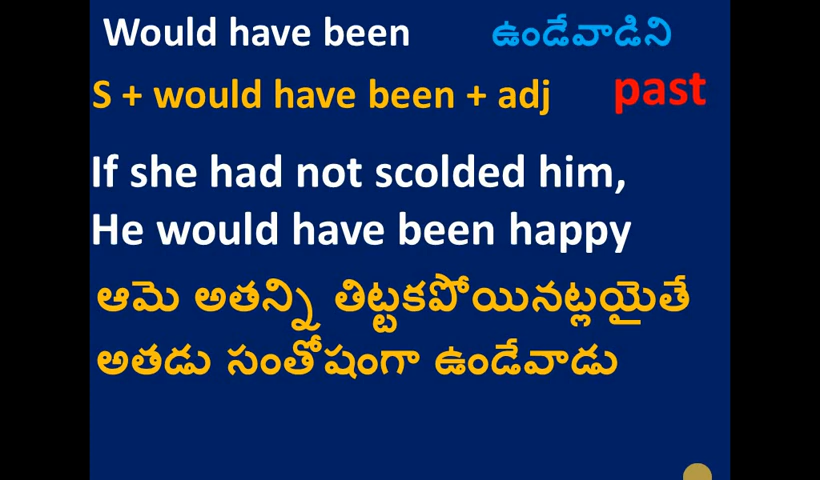 Would have been ఉండేవాడిని
S + would have been + adj past
If she had not scolded him,
He would have been happy
ఆమె అతన్ని తిట్టకపోయినట్లయైతే
అతడు సంతోషంగా ఉండేవాడు